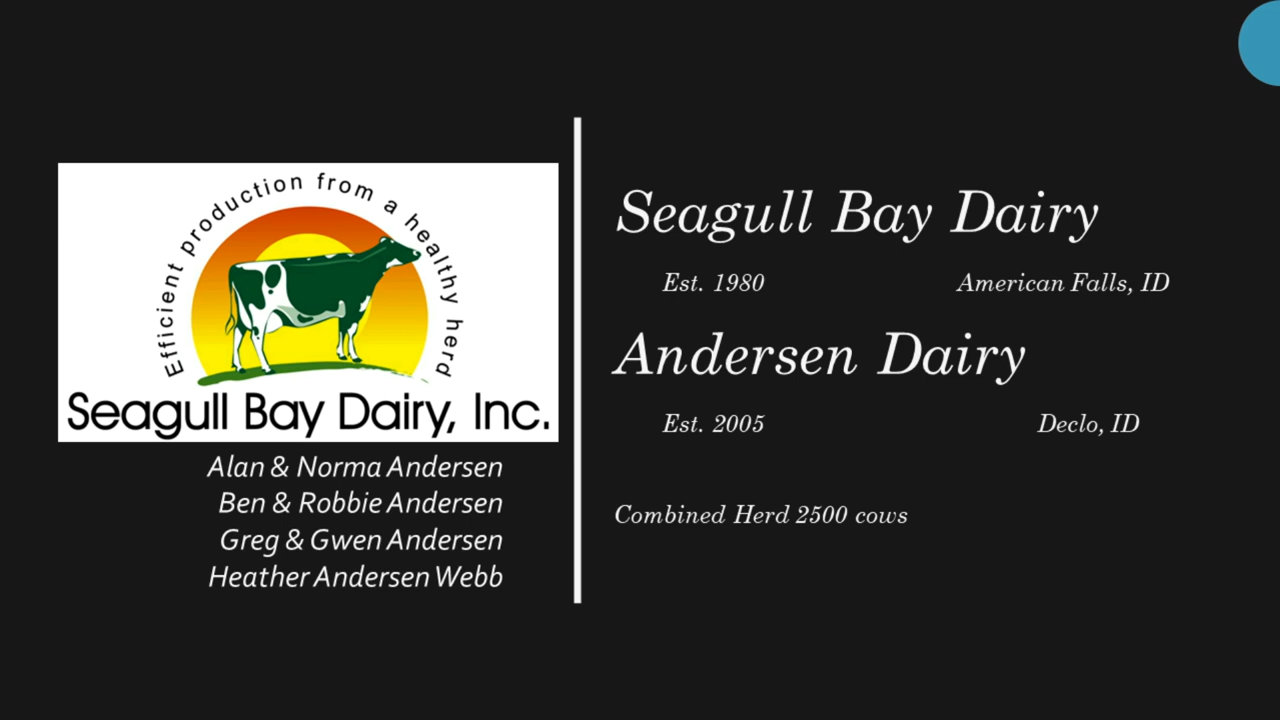 Efficient production from a healthy herd
Seagull Bay Dairy, Inc.
Alan & Norma Andersen
Ben & Robbie Andersen
Greg & Gwen Andersen
Heather Andersen Webb
Seagull Bay Dairy
Est. 1980 American Falls, ID
Andersen Dairy
Est. 2005 Declo, ID
Combined Herd 2500 cows